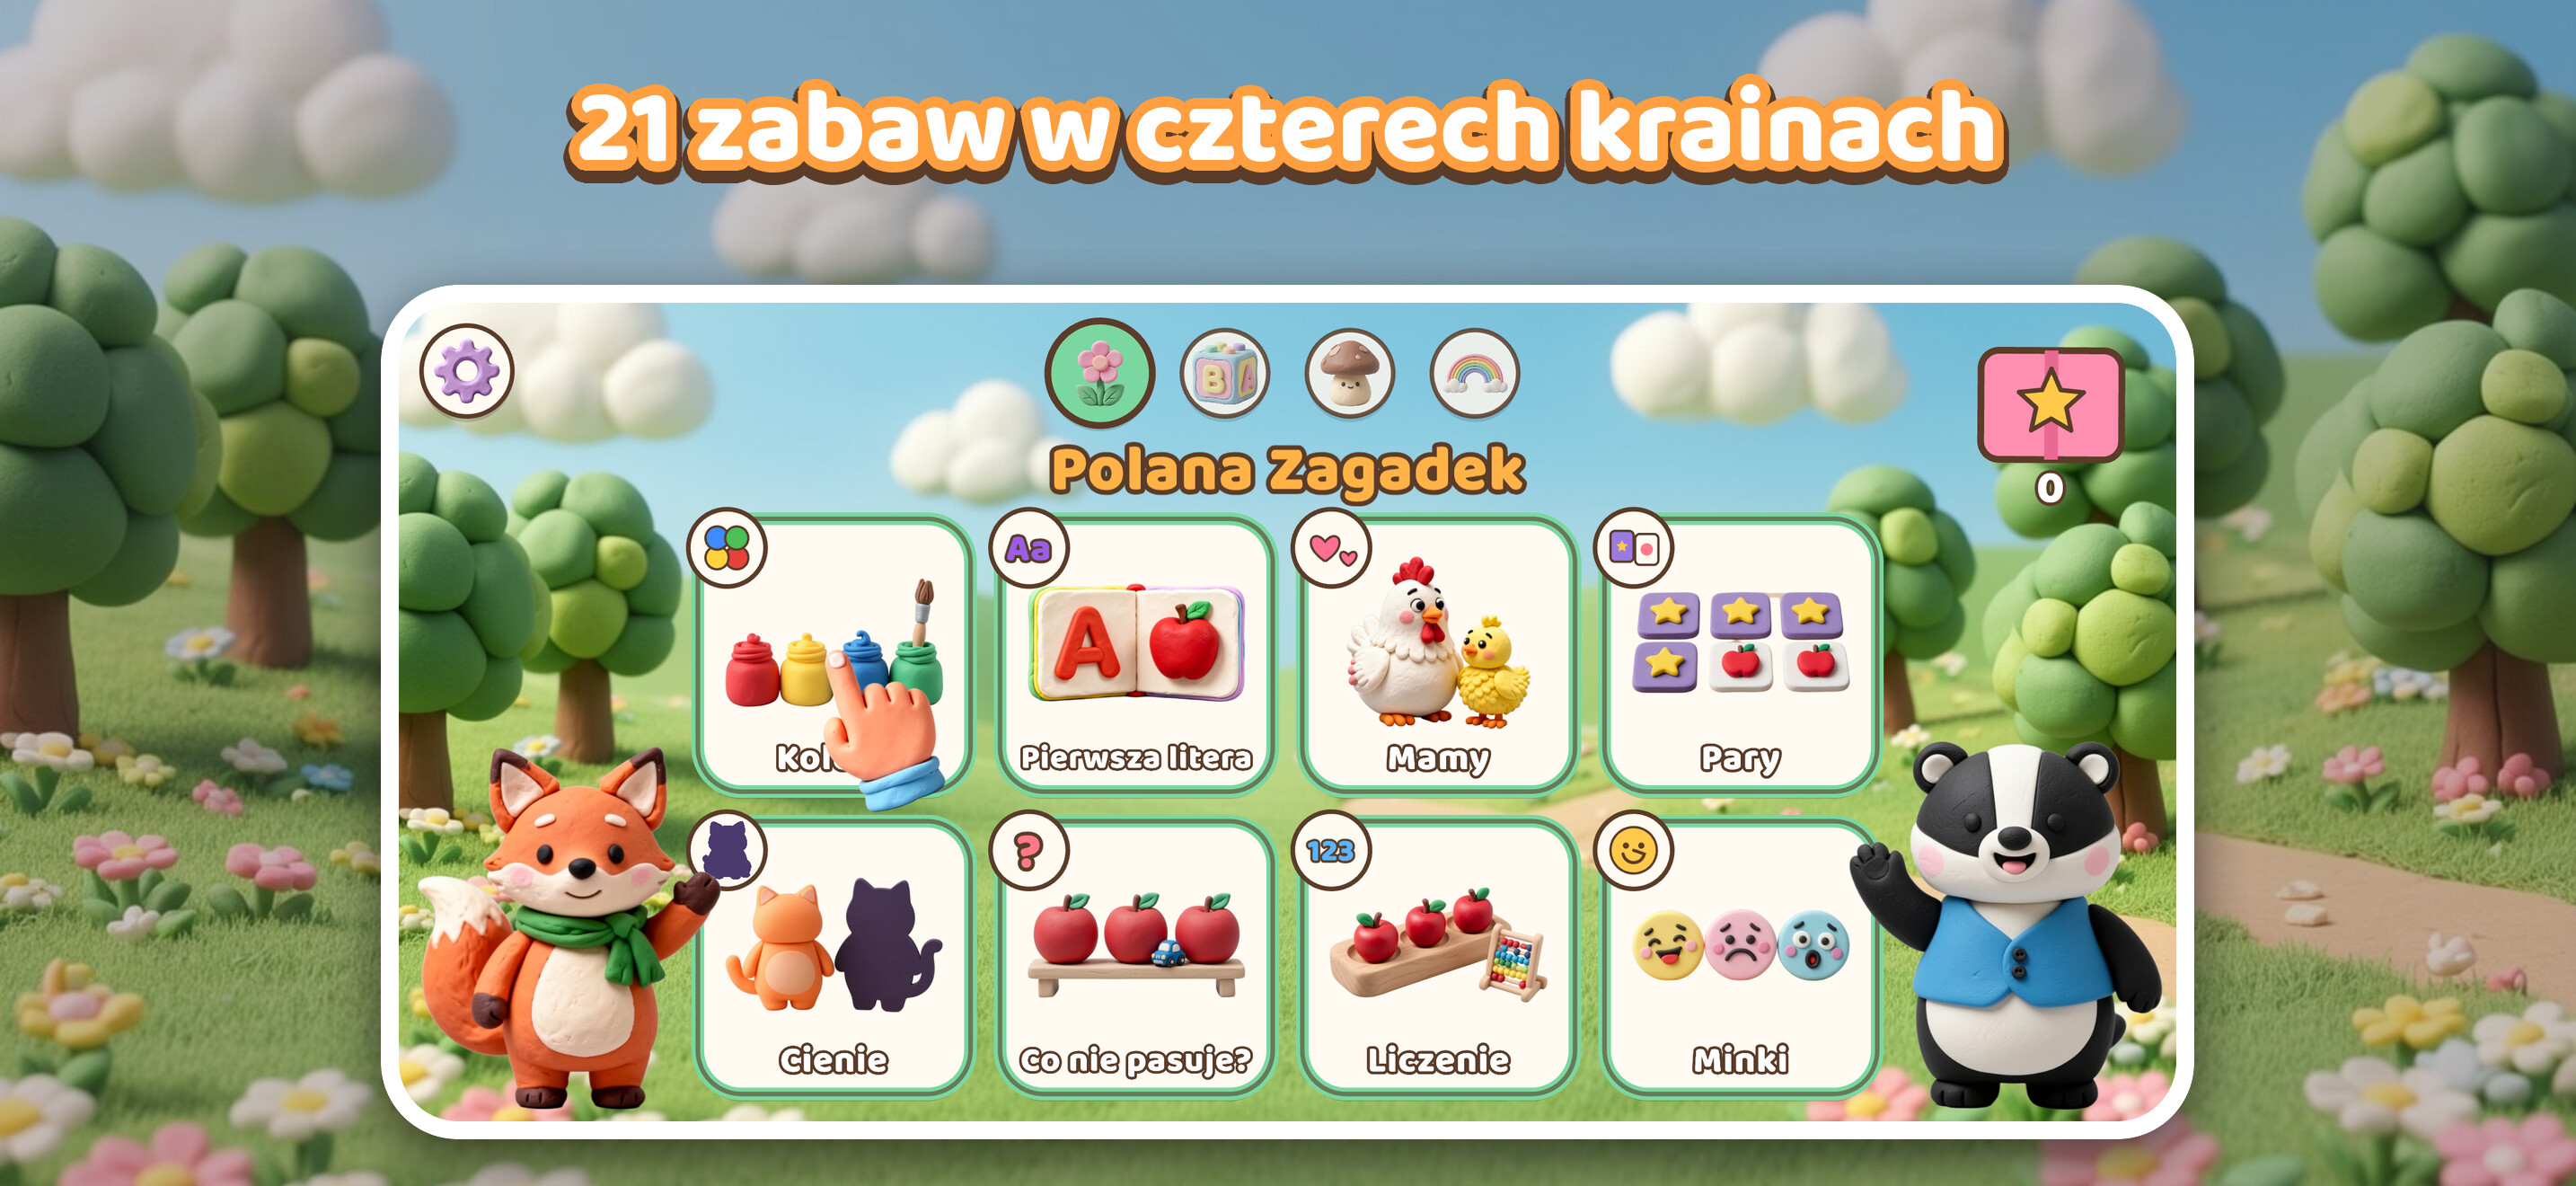 21 zabaw w czterech krainach
B A
Polana Zagadek
0
Aa
A
Pierwsza litera
Mamy
Pary
123
?
Cienie
Co nie pasuje?
Liczenie
Minki